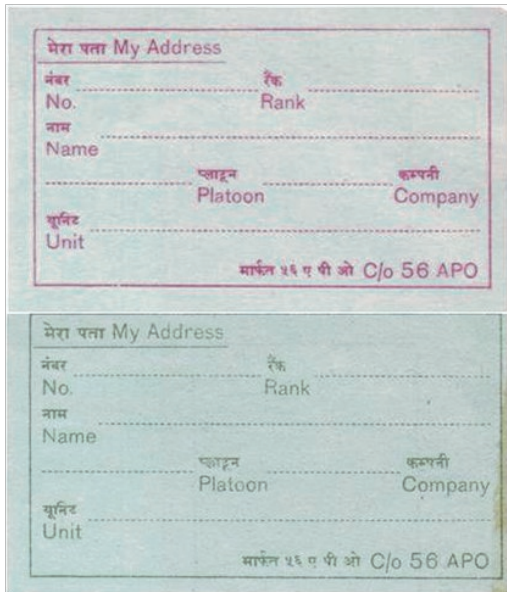 मेरा पता My Address
नंबर रैंक
No. Rank
नाम
Name
प्लाटून कम्पनी
Platoon Company
यूनिट
Unit
मार्फत ५६ ए पी ओ C/o 56 APO
मेरा पता My Address
नंबर रैंक
No. Rank
नाम
Name
प्लाटून कम्पनी
Platoon Company
यूनिट
Unit
मार्फत ५६ ए पी ओ C/o 56 APO